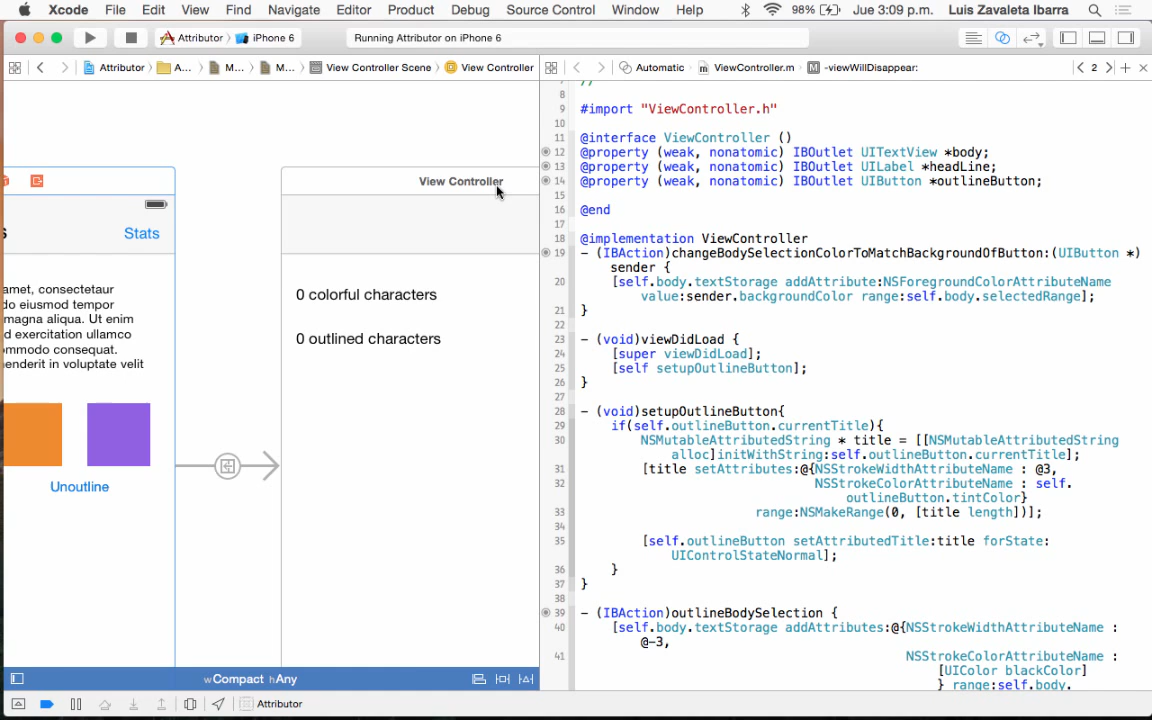 Xcode File Edit View Find Navigate Editor Product Debug Source Control Window Help 98% Jue 3:09 p.m. Luis Zavaleta Ibarra
Attributor iPhone 6 Running Attributor on iPhone 6
Attributor A... M... M... View Controller Scene View Controller
Automatic ViewController.m M -viewWillDisappear: 2
View Controller
s Stats
amet, consectetaur
do eiusmod tempor
magna aliqua. Ut enim
d exercitation ullamco
ommodo consequat.
henderit in voluptate velit
Unoutline
0 colorful characters
0 outlined characters
wCompact hAny
//
8
9 #import "ViewController.h"
10
11 @interface ViewController ()
12 @property (weak, nonatomic) IBOutlet UITextView *body;
13 @property (weak, nonatomic) IBOutlet UILabel *headLine;
14 @property (weak, nonatomic) IBOutlet UIButton *outlineButton;
15
16 @end
17
18 @implementation ViewController
19 - (IBAction)changeBodySelectionColorToMatchBackgroundOfButton:(UIButton *)
sender {
20 [self.body.textStorage addAttribute:NSForegroundColorAttributeName
value:sender.backgroundColor range:self.body.selectedRange];
21 }
22
23 - (void)viewDidLoad {
24 [super viewDidLoad];
25 [self setupOutlineButton];
26 }
27
28 - (void)setupOutlineButton{
29 if(self.outlineButton.currentTitle){
30 NSMutableAttributedString * title = [[NSMutableAttributedString
alloc]initWithString:self.outlineButton.currentTitle];
31 [title setAttributes:@{NSStrokeWidthAttributeName : @3,
32 NSStrokeColorAttributeName : self.
outlineButton.tintColor}
33 range:NSMakeRange(0, [title length])];
34
35 [self.outlineButton setAttributedTitle:title forState:
UIControlStateNormal];
36 }
37 }
38
39 - (IBAction)outlineBodySelection {
40 [self.body.textStorage addAttributes:@{NSStrokeWidthAttributeName :
@-3,
41 NSStrokeColorAttributeName :
[UIColor blackColor]
} range:self.body.
Attributor